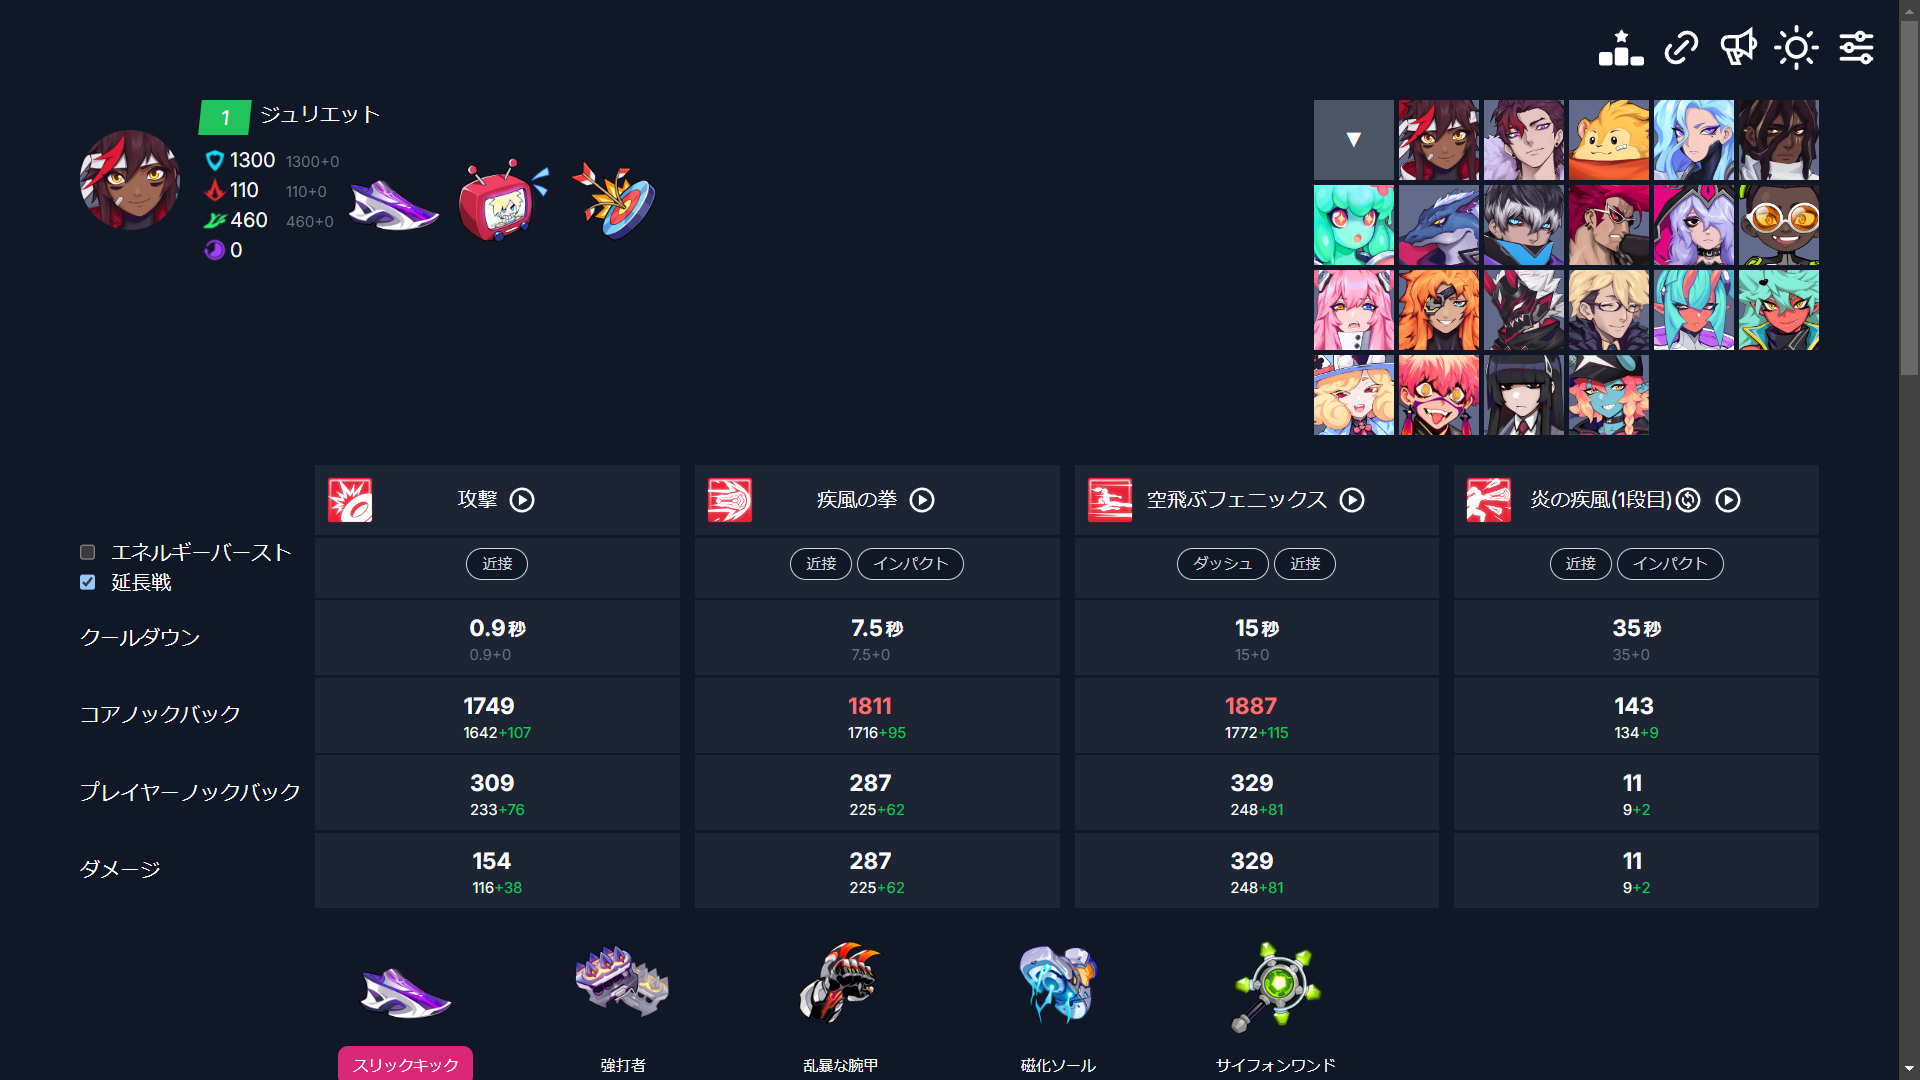 1 ジュリエット
1300 1300+0
110 110+0
460 460+0
0
攻撃
疾風の拳
空飛ぶフェニックス
炎の疾風(1段目)
エネルギーバースト
延長戦
近接
近接 インパクト
ダッシュ 近接
近接 インパクト
クールダウン
0.9秒
0.9+0
7.5秒
7.5+0
15秒
15+0
35秒
35+0
コアノックバック
1749
1642+107
1811
1716+95
1887
1772+115
143
134+9
プレイヤーノックバック
309
233+76
287
225+62
329
248+81
11
9+2
ダメージ
154
116+38
287
225+62
329
248+81
11
9+2
スリックキック
強打者
乱暴な腕甲
磁化ソール
サイフォンワンド